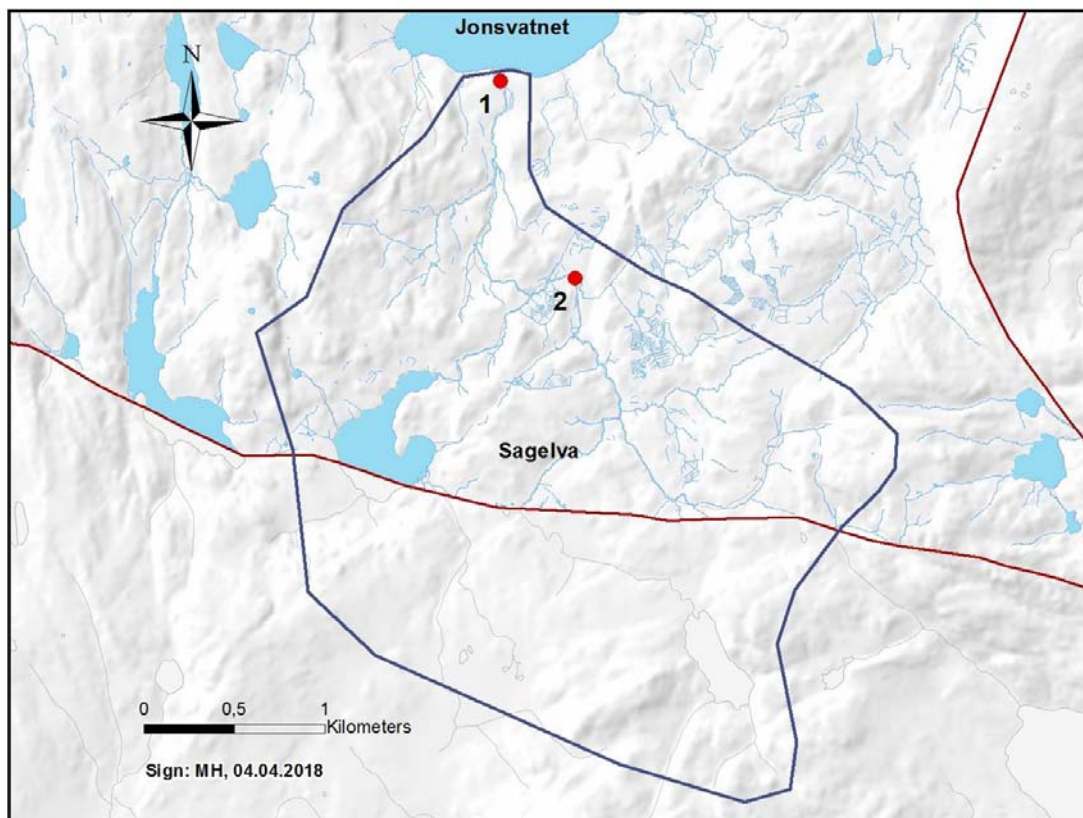 Jonsvatnet
N
1
2
Sagelva
0 0,5 1
Kilometers
Sign: MH, 04.04.2018